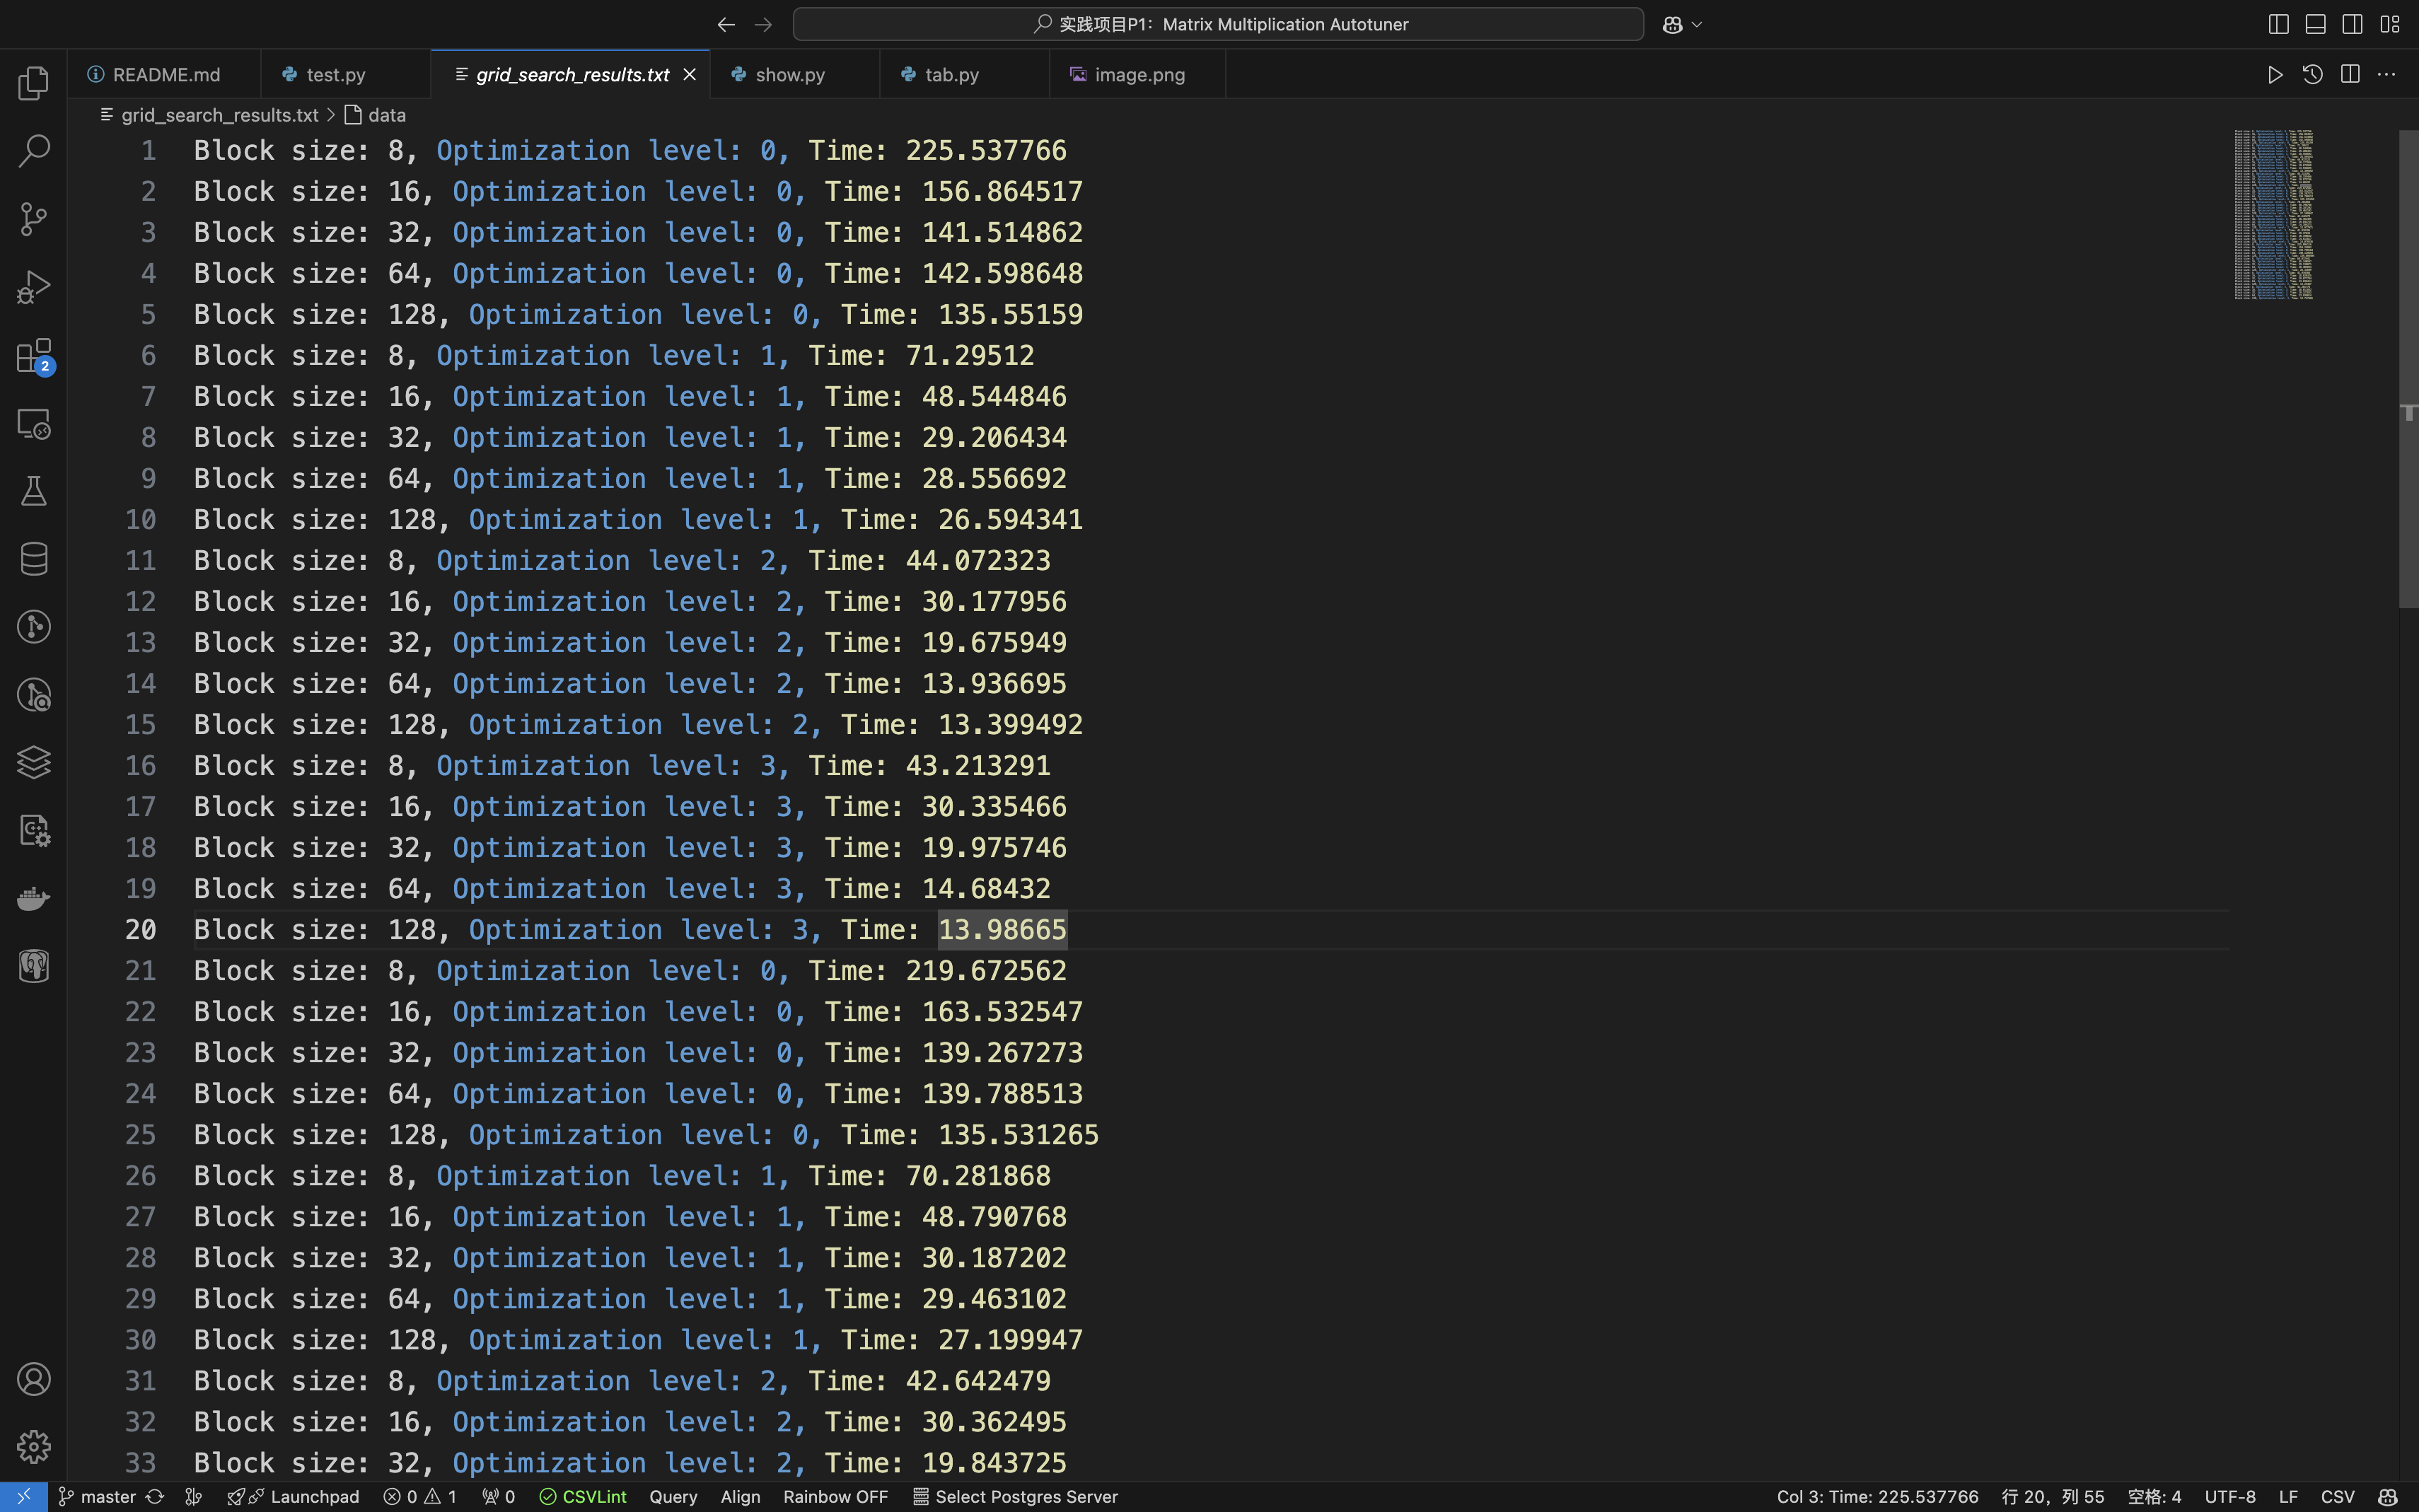 实践项目P1：Matrix Multiplication Autotuner
README.md
test.py
grid_search_results.txt
show.py
tab.py
image.png
grid_search_results.txt > data
1 Block size: 8, Optimization level: 0, Time: 225.537766
2 Block size: 16, Optimization level: 0, Time: 156.864517
3 Block size: 32, Optimization level: 0, Time: 141.514862
4 Block size: 64, Optimization level: 0, Time: 142.598648
5 Block size: 128, Optimization level: 0, Time: 135.55159
6 Block size: 8, Optimization level: 1, Time: 71.29512
7 Block size: 16, Optimization level: 1, Time: 48.544846
8 Block size: 32, Optimization level: 1, Time: 29.206434
9 Block size: 64, Optimization level: 1, Time: 28.556692
10 Block size: 128, Optimization level: 1, Time: 26.594341
11 Block size: 8, Optimization level: 2, Time: 44.072323
12 Block size: 16, Optimization level: 2, Time: 30.177956
13 Block size: 32, Optimization level: 2, Time: 19.675949
14 Block size: 64, Optimization level: 2, Time: 13.936695
15 Block size: 128, Optimization level: 2, Time: 13.399492
16 Block size: 8, Optimization level: 3, Time: 43.213291
17 Block size: 16, Optimization level: 3, Time: 30.335466
18 Block size: 32, Optimization level: 3, Time: 19.975746
19 Block size: 64, Optimization level: 3, Time: 14.68432
20 Block size: 128, Optimization level: 3, Time: 13.98665
21 Block size: 8, Optimization level: 0, Time: 219.672562
22 Block size: 16, Optimization level: 0, Time: 163.532547
23 Block size: 32, Optimization level: 0, Time: 139.267273
24 Block size: 64, Optimization level: 0, Time: 139.788513
25 Block size: 128, Optimization level: 0, Time: 135.531265
26 Block size: 8, Optimization level: 1, Time: 70.281868
27 Block size: 16, Optimization level: 1, Time: 48.790768
28 Block size: 32, Optimization level: 1, Time: 30.187202
29 Block size: 64, Optimization level: 1, Time: 29.463102
30 Block size: 128, Optimization level: 1, Time: 27.199947
31 Block size: 8, Optimization level: 2, Time: 42.642479
32 Block size: 16, Optimization level: 2, Time: 30.362495
33 Block size: 32, Optimization level: 2, Time: 19.843725
2
master Launchpad 0 1 0 CSVLint Query Align Rainbow OFF Select Postgres Server Col 3: Time: 225.537766 行 20，列 55 空格: 4 UTF-8 LF CSV